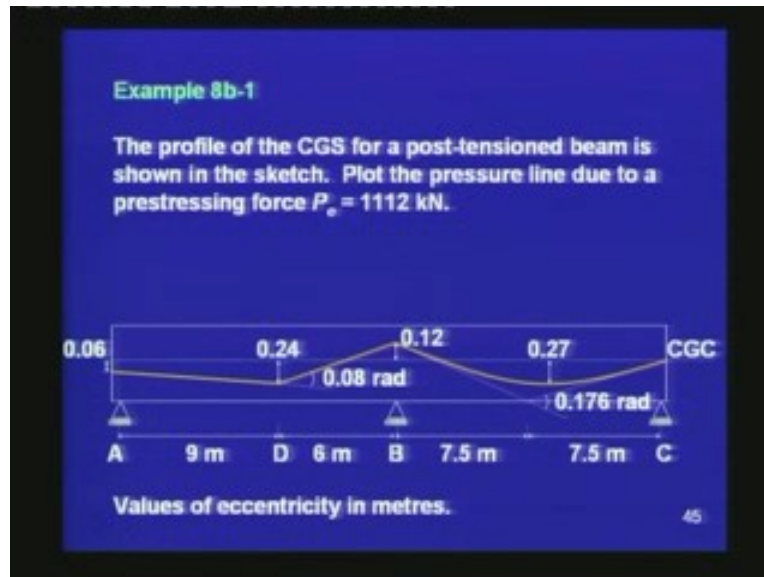 Example 8b-1
The profile of the CGS for a post-tensioned beam is
shown in the sketch. Plot the pressure line due to a
prestressing force Pe = 1112 kN.
0.06 0.24 0.12 0.27 CGC
0.08 rad 0.176 rad
A 9 m D 6 m B 7.5 m 7.5 m C
Values of eccentricity in metres.
45